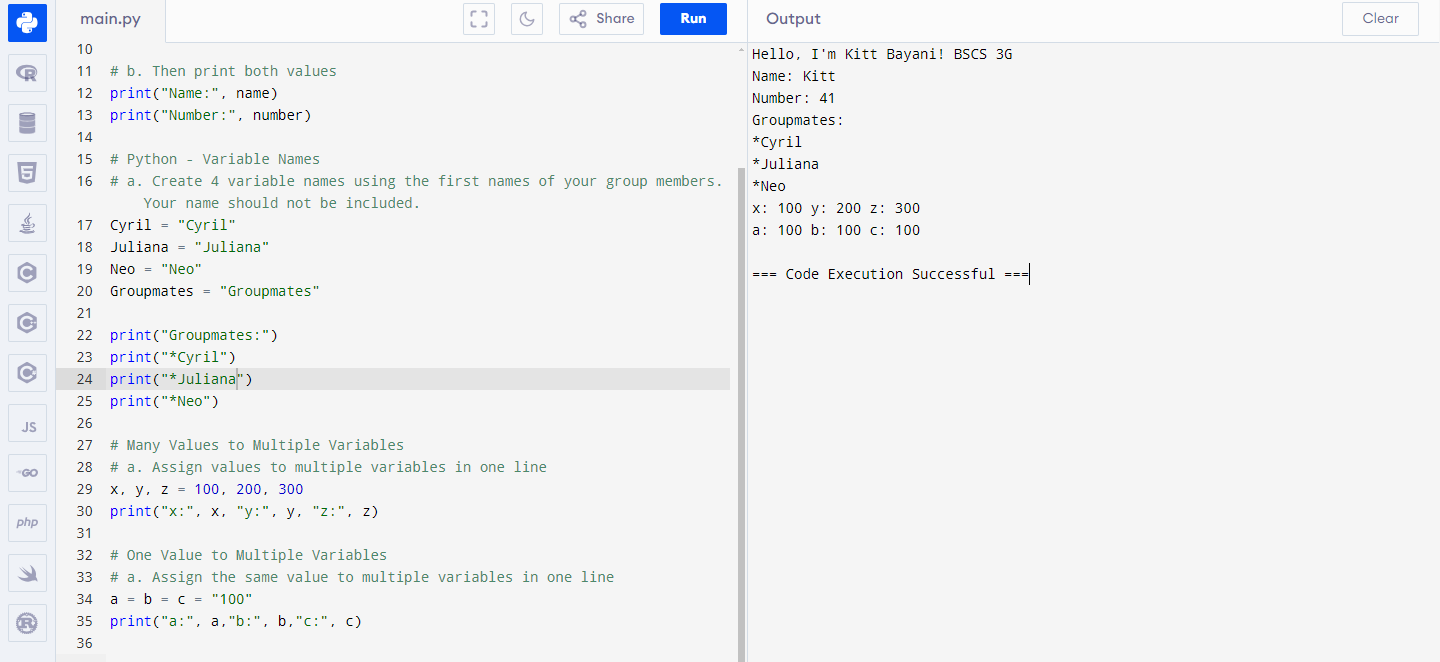 main.py
Share
Run
Output
Clear
10
11 # b. Then print both values
12 print("Name:", name)
13 print("Number:", number)
14
15 # Python - Variable Names
16 # a. Create 4 variable names using the first names of your group members.
Your name should not be included.
17 Cyril = "Cyril"
18 Juliana = "Juliana"
19 Neo = "Neo"
20 Groupmates = "Groupmates"
21
22 print("Groupmates:")
23 print("*Cyril")
24 print("*Juliana")
25 print("*Neo")
26
27 # Many Values to Multiple Variables
28 # a. Assign values to multiple variables in one line
29 x, y, z = 100, 200, 300
30 print("x:", x, "y:", y, "z:", z)
31
32 # One Value to Multiple Variables
33 # a. Assign the same value to multiple variables in one line
34 a = b = c = "100"
35 print("a:", a,"b:", b,"c:", c)
36
Hello, I'm Kitt Bayani! BSCS 3G
Name: Kitt
Number: 41
Groupmates:
*Cyril
*Juliana
*Neo
x: 100 y: 200 z: 300
a: 100 b: 100 c: 100
=== Code Execution Successful ===
R
5
C
C
C
JS
GO
php
R